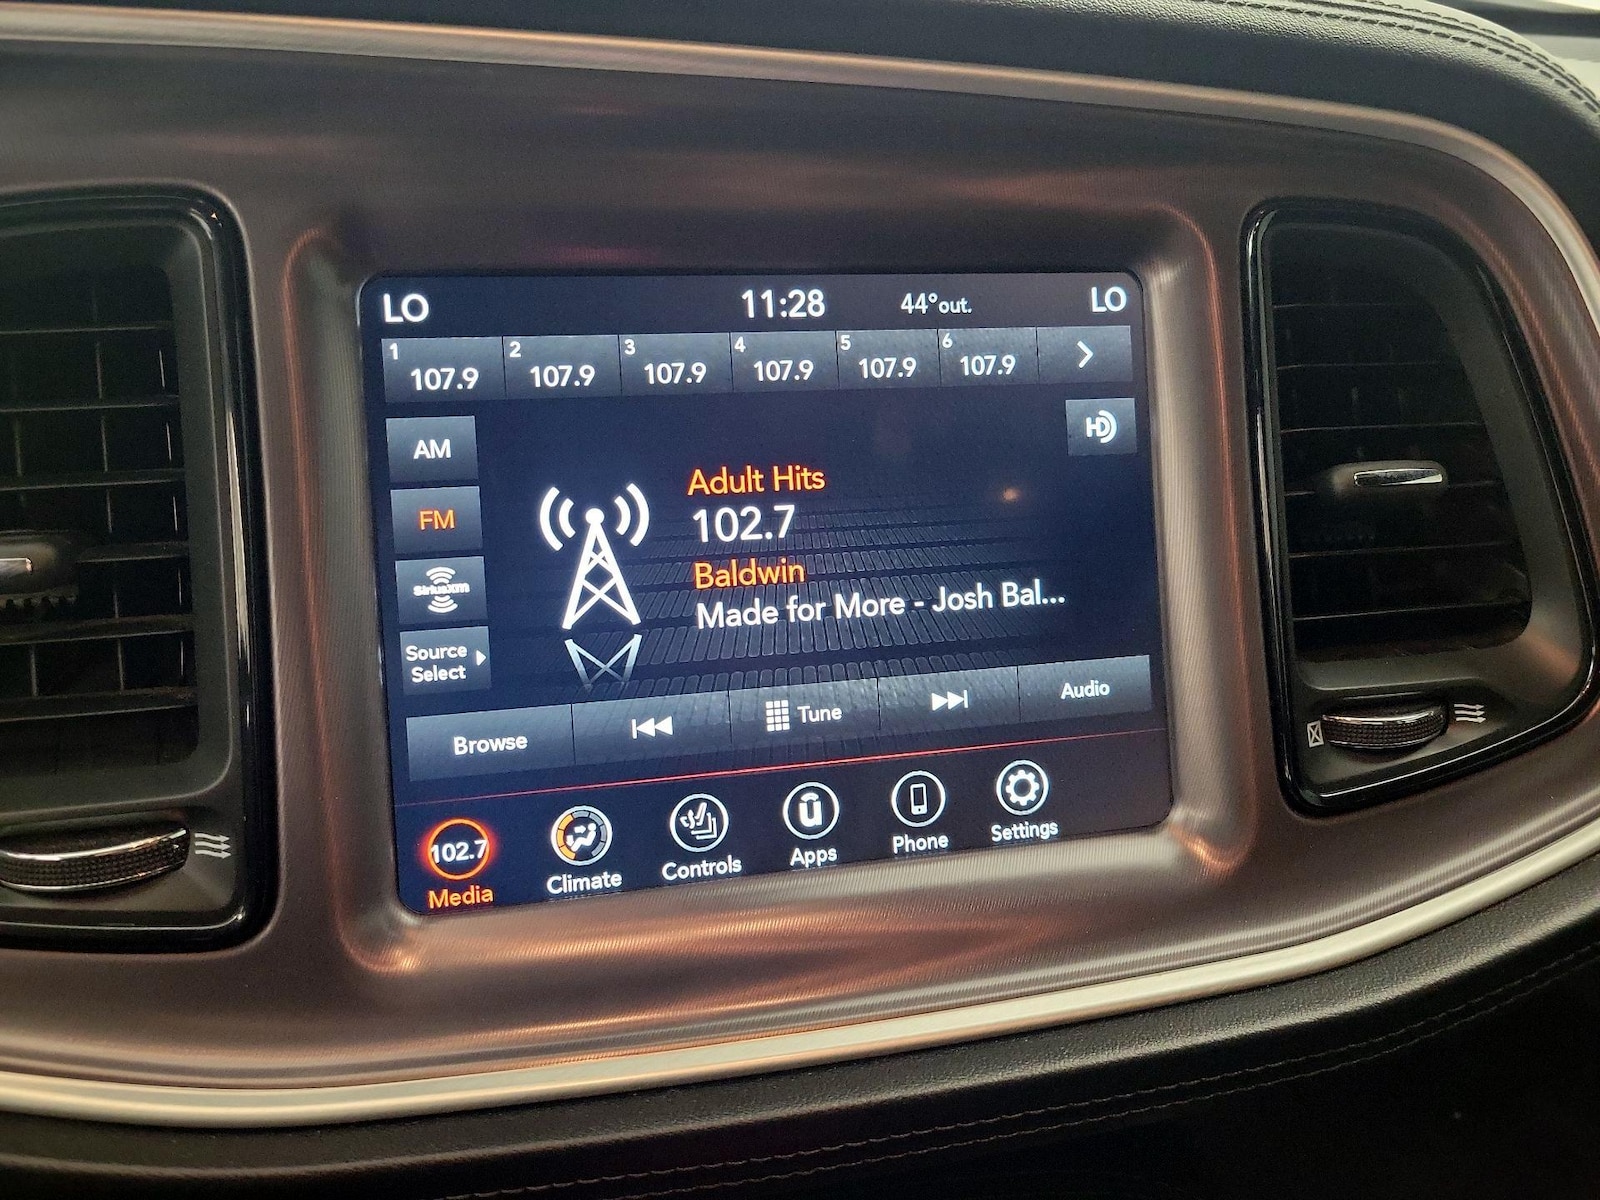 LO 11:28 44°out. LO
1 107.9 2 107.9 3 107.9 4 107.9 5 107.9 6 107.9
HD
AM
FM
SiriusXM
Source
Select
Adult Hits
102.7
Baldwin
Made for More - Josh Bal...
Browse Tune Audio
102.7
Media Climate Controls Apps Phone Settings